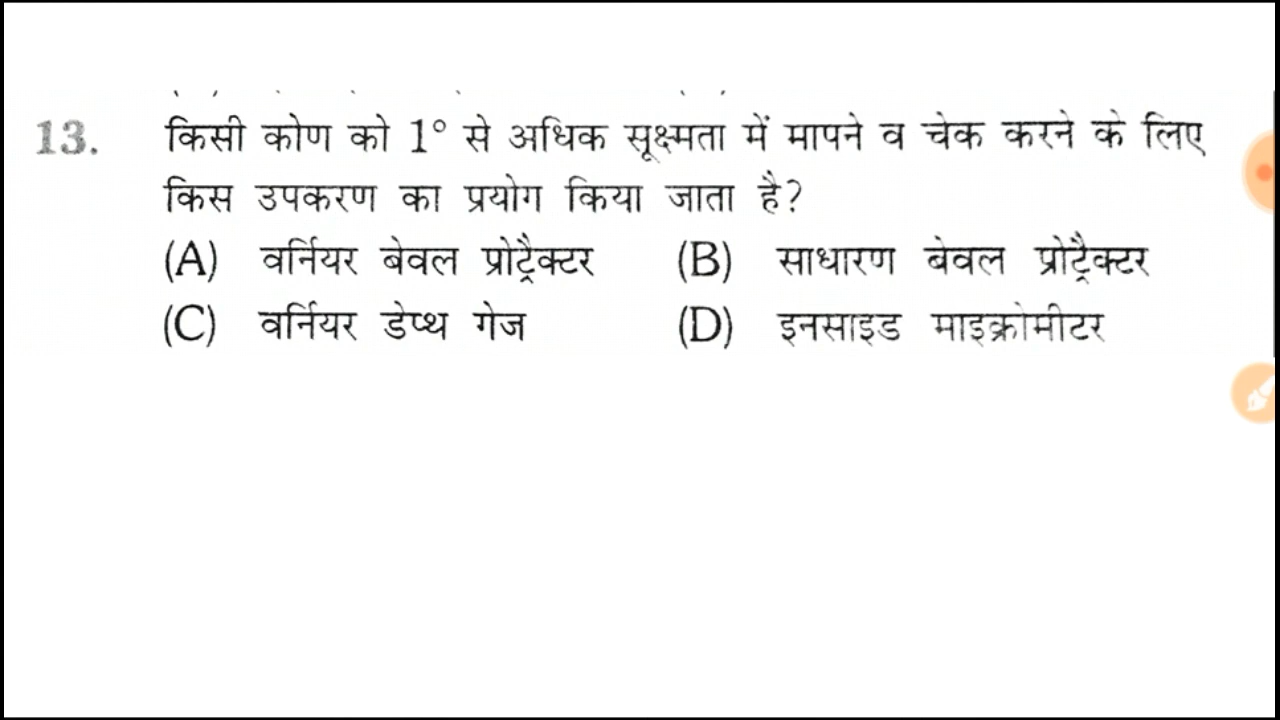 13. किसी कोण को 1° से अधिक सूक्ष्मता में मापने व चेक करने के लिए
किस उपकरण का प्रयोग किया जाता है?
(A) वर्नियर बेवल प्रोट्रैक्टर (B) साधारण बेवल प्रोट्रैक्टर
(C) वर्नियर डेप्थ गेज (D) इनसाइड माइक्रोमीटर